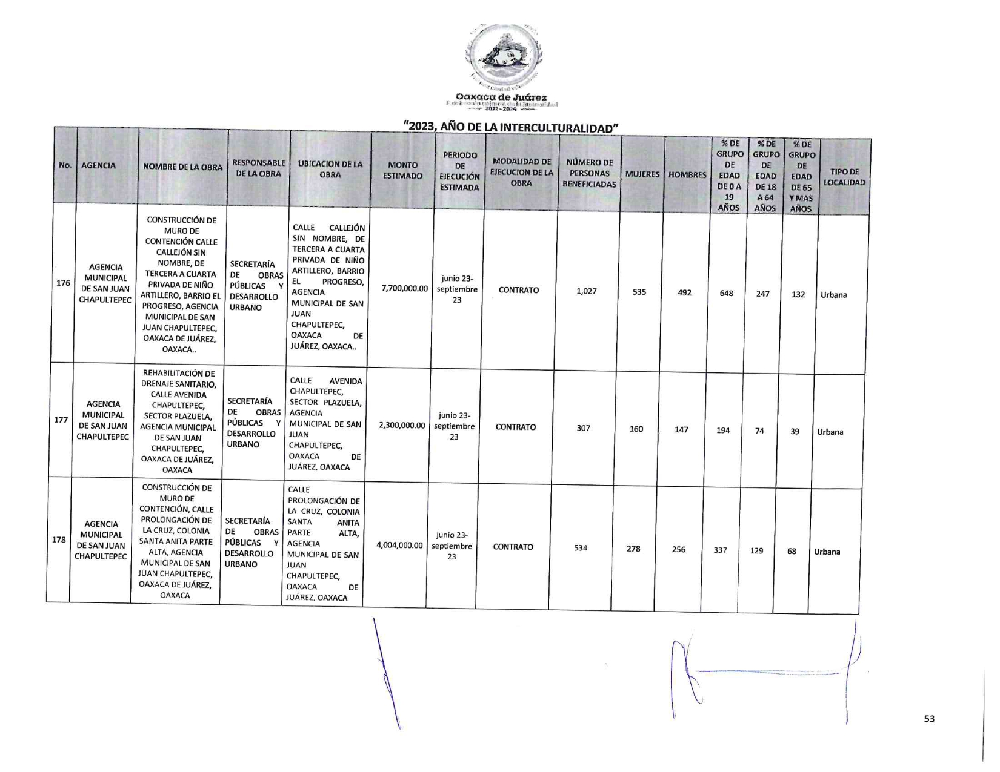 Oaxaca de Juárez
Patrimonio cultural de la humanidad
2022 - 2024
"2023, AÑO DE LA INTERCULTURALIDAD"
No.
AGENCIA
NOMBRE DE LA OBRA
RESPONSABLE
DE LA OBRA
UBICACION DE LA
OBRA
MONTO
ESTIMADO
PERIODO
DE
EJECUCIÓN
ESTIMADA
MODALIDAD DE
EJECUCION DE LA
OBRA
NÚMERO DE
PERSONAS
BENEFICIADAS
MUJERES
HOMBRES
% DE
GRUPO
DE
EDAD
DE 0 A
19
AÑOS
% DE
GRUPO
DE
EDAD
DE 18
A 64
AÑOS
% DE
GRUPO
DE
EDAD
DE 65
Y MAS
AÑOS
TIPO DE
LOCALIDAD
176
AGENCIA
MUNICIPAL
DE SAN JUAN
CHAPULTEPEC
CONSTRUCCIÓN DE
MURO DE
CONTENCIÓN CALLE
CALLEJÓN SIN
NOMBRE, DE
TERCERA A CUARTA
PRIVADA DE NIÑO
ARTILLERO, BARRIO EL
PROGRESO, AGENCIA
MUNICIPAL DE SAN
JUAN CHAPULTEPEC,
OAXACA DE JUÁREZ,
OAXACA..
SECRETARÍA
DE OBRAS
PÚBLICAS Y
DESARROLLO
URBANO
CALLE CALLEJÓN
SIN NOMBRE, DE
TERCERA A CUARTA
PRIVADA DE NIÑO
ARTILLERO, BARRIO
EL PROGRESO,
AGENCIA
MUNICIPAL DE SAN
JUAN
CHAPULTEPEC,
OAXACA DE
JUÁREZ, OAXACA..
7,700,000.00
junio 23-
septiembre
23
CONTRATO
1,027
535
492
648
247
132
Urbana
177
AGENCIA
MUNICIPAL
DE SAN JUAN
CHAPULTEPEC
REHABILITACIÓN DE
DRENAJE SANITARIO,
CALLE AVENIDA
CHAPULTEPEC,
SECTOR PLAZUELA,
AGENCIA MUNICIPAL
DE SAN JUAN
CHAPULTEPEC,
OAXACA DE JUÁREZ,
OAXACA
SECRETARÍA
DE OBRAS
PÚBLICAS Y
DESARROLLO
URBANO
CALLE AVENIDA
CHAPULTEPEC,
SECTOR PLAZUELA,
AGENCIA
MUNICIPAL DE SAN
JUAN
CHAPULTEPEC,
OAXACA DE
JUÁREZ, OAXACA
2,300,000.00
junio 23-
septiembre
23
CONTRATO
307
160
147
194
74
39
Urbana
178
AGENCIA
MUNICIPAL
DE SAN JUAN
CHAPULTEPEC
CONSTRUCCIÓN DE
MURO DE
CONTENCIÓN, CALLE
PROLONGACIÓN DE
LA CRUZ, COLONIA
SANTA ANITA PARTE
ALTA, AGENCIA
MUNICIPAL DE SAN
JUAN CHAPULTEPEC,
OAXACA DE JUÁREZ,
OAXACA
SECRETARÍA
DE OBRAS
PÚBLICAS Y
DESARROLLO
URBANO
CALLE
PROLONGACIÓN DE
LA CRUZ, COLONIA
SANTA ANITA
PARTE ALTA,
AGENCIA
MUNICIPAL DE SAN
JUAN
CHAPULTEPEC,
OAXACA DE
JUÁREZ, OAXACA
4,004,000.00
junio 23-
septiembre
23
CONTRATO
534
278
256
337
129
68
Urbana
53